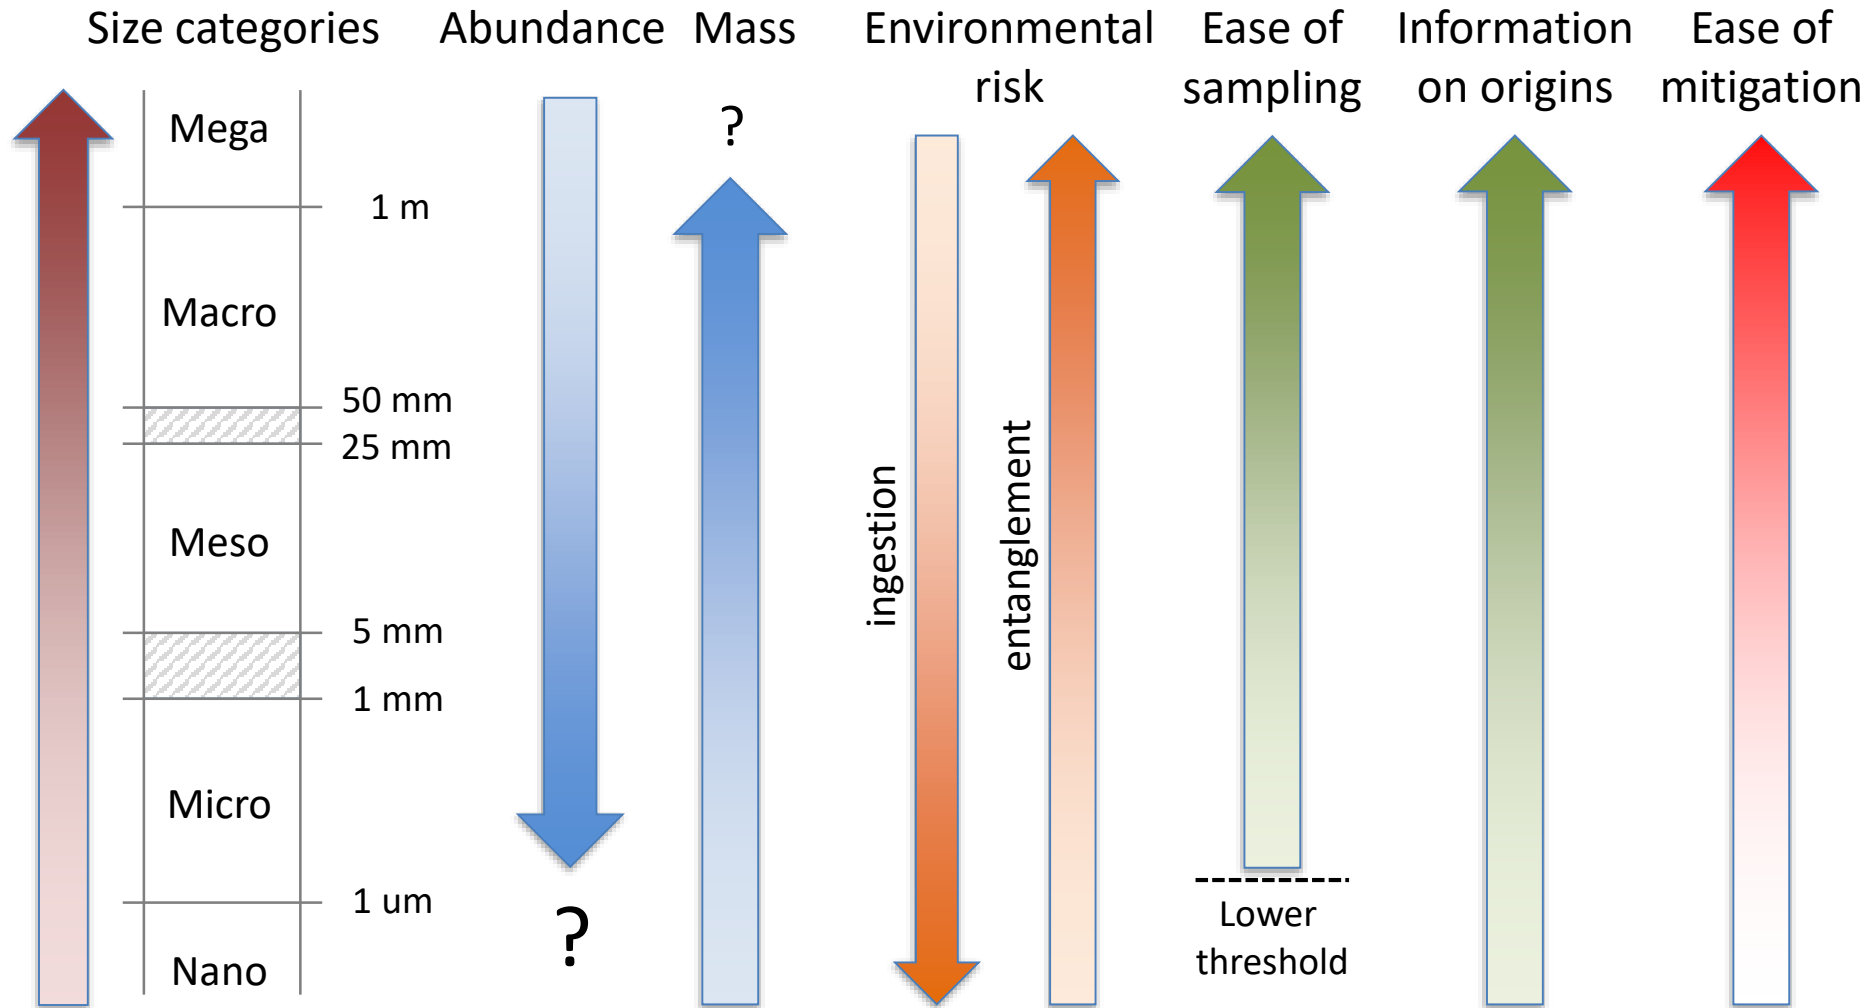 Size categories
Abundance
Mass
Environmental
risk
Ease of
sampling
Information
on origins
Ease of
mitigation
Mega
?
1 m
Macro
50 mm
25 mm
Meso
ingestion
entanglement
5 mm
1 mm
Micro
1 um
?
Lower
threshold
Nano